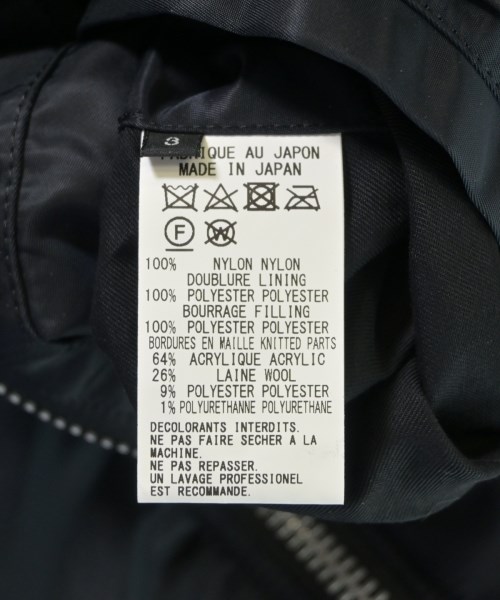 3
FABRIQUE AU JAPON
MADE IN JAPAN
F W
100% NYLON NYLON
DOUBLURE LINING
100% POLYESTER POLYESTER
BOURRAGE FILLING
100% POLYESTER POLYESTER
BORDURES EN MAILLE KNITTED PARTS
64% ACRYLIQUE ACRYLIC
26% LAINE WOOL
9% POLYESTER POLYESTER
1% POLYURETHANNE POLYURETHANE
DECOLORANTS INTERDITS.
NE PAS FAIRE SECHER A LA
MACHINE.
NE PAS REPASSER.
UN LAVAGE PROFESSIONEL
EST RECOMMANDE.